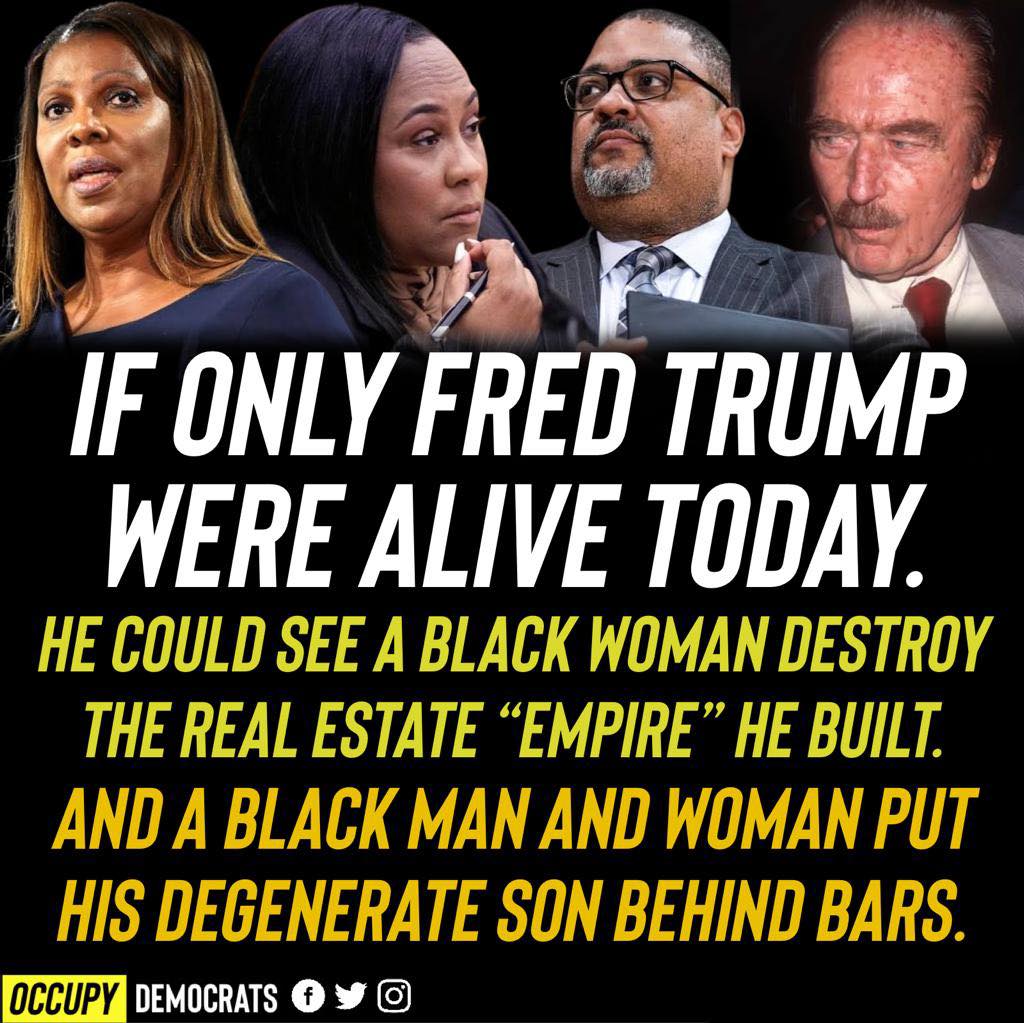 IF ONLY FRED TRUMP
WERE ALIVE TODAY.
HE COULD SEE A BLACK WOMAN DESTROY
THE REAL ESTATE “EMPIRE” HE BUILT.
AND A BLACK MAN AND WOMAN PUT
HIS DEGENERATE SON BEHIND BARS.
OCCUPY DEMOCRATS